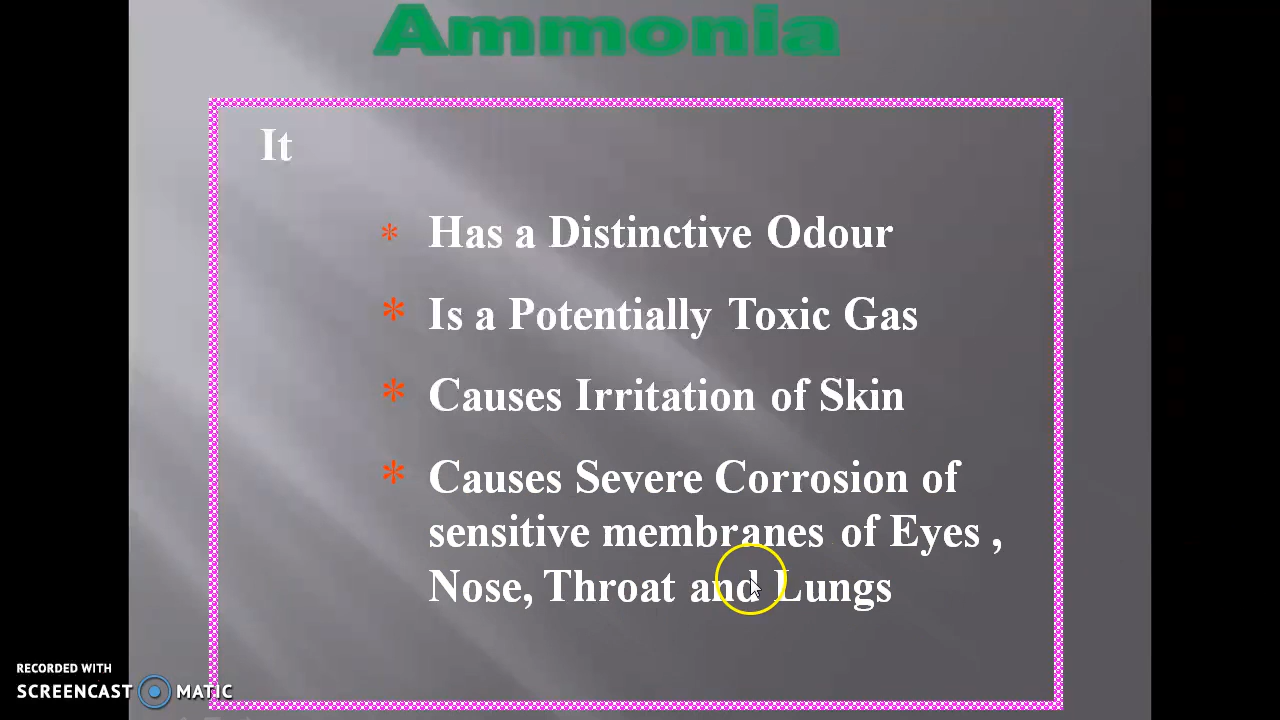 Ammonia
It
* Has a Distinctive Odour
* Is a Potentially Toxic Gas
* Causes Irritation of Skin
* Causes Severe Corrosion of
sensitive membranes of Eyes ,
Nose, Throat and Lungs
RECORDED WITH
SCREENCAST MATIC